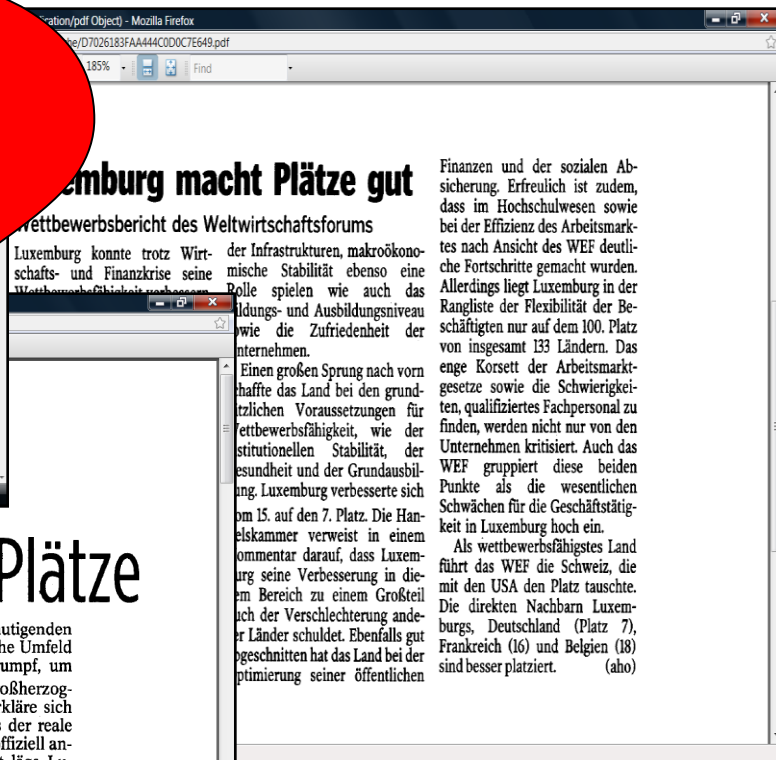 ication/pdf Object) - Mozilla Firefox
be/D7026183FAA444C0D0C7E649.pdf
185%
Find
emburg macht Plätze gut
Wettbewerbsbericht des Weltwirtschaftsforums
Luxemburg konnte trotz Wirt-
schafts- und Finanzkrise seine
der Infrastrukturen, makroökono-
mische Stabilität ebenso eine
Rolle spielen wie auch das
ildungs- und Ausbildungsniveau
owie die Zufriedenheit der
nternehmen.
Einen großen Sprung nach vorn
chaffte das Land bei den grund-
itzlichen Voraussetzungen für
ettbewerbsfähigkeit, wie der
stitutionellen Stabilität, der
esundheit und der Grundausbil-
ung. Luxemburg verbesserte sich
om 15. auf den 7. Platz. Die Han-
elskammer verweist in einem
ommentar darauf, dass Luxem-
urg seine Verbesserung in die-
em Bereich zu einem Großteil
uch der Verschlechterung ande-
er Länder schuldet. Ebenfalls gut
ogeschnitten hat das Land bei der
ptimierung seiner öffentlichen
Finanzen und der sozialen Ab-
sicherung. Erfreulich ist zudem,
dass im Hochschulwesen sowie
bei der Effizienz des Arbeitsmark-
tes nach Ansicht des WEF deutli-
che Fortschritte gemacht wurden.
Allerdings liegt Luxemburg in der
Rangliste der Flexibilität der Be-
schäftigten nur auf dem 100. Platz
von insgesamt 133 Ländern. Das
enge Korsett der Arbeitsmarkt-
gesetze sowie die Schwierigkei-
ten, qualifiziertes Fachpersonal zu
finden, werden nicht nur von den
Unternehmen kritisiert. Auch das
WEF gruppiert diese beiden
Punkte als die wesentlichen
Schwächen für die Geschäftstätig-
keit in Luxemburg hoch ein.
Als wettbewerbsfähigstes Land
führt das WEF die Schweiz, die
mit den USA den Platz tauschte.
Die direkten Nachbarn Luxem-
burgs, Deutschland (Platz 7),
Frankreich (16) und Belgien (18)
sind besser platziert. (aho)
Plätze
utigenden
he Umfeld
umpf, um
oßherzog-
kläre sich
s der reale
offiziell an-